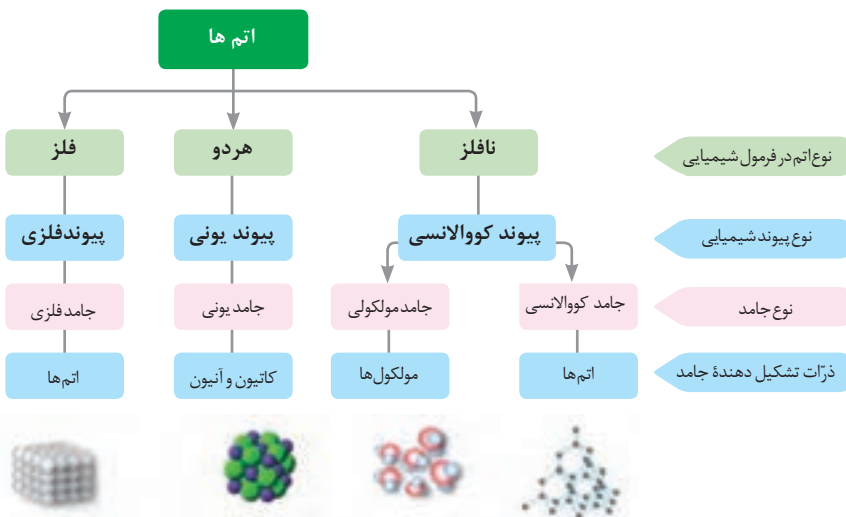 اتم ها
نوع اتم در فرمول شیمیایی
نافلز
هر دو
فلز
نوع پیوند شیمیایی
پیوند کووالانسی
پیوند یونی
پیوند فلزی
نوع جامد
جامد کووالانسی
جامد مولکولی
جامد یونی
جامد فلزی
ذرّات تشکیل دهندهٔ جامد
اتم‌ها
مولکول‌ها
کاتیون و آنیون
اتم‌ها